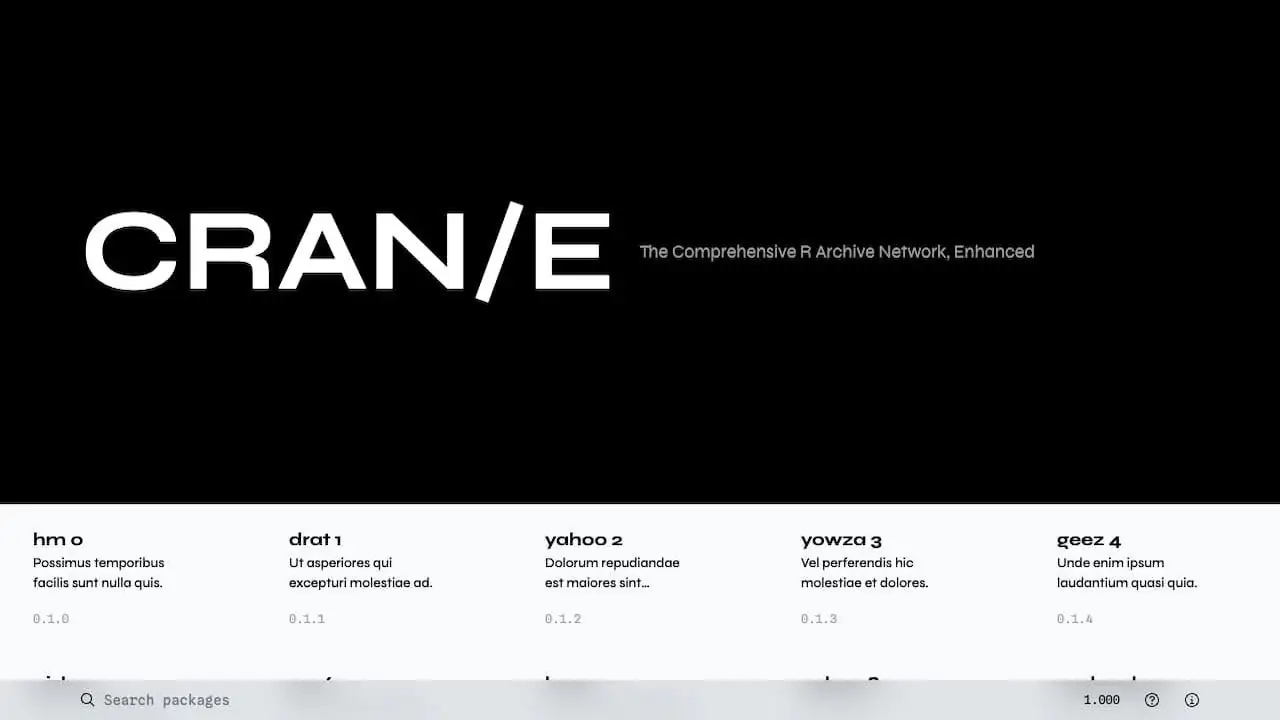 CRAN/E
The Comprehensive R Archive Network, Enhanced
hm 0
Possimus temporibus
facilis sunt nulla quis.
0.1.0
drat 1
Ut asperiores qui
excepturi molestiae ad.
0.1.1
yahoo 2
Dolorum repudiandae
est maiores sint...
0.1.2
yowza 3
Vel perferendis hic
molestiae et dolores.
0.1.3
geez 4
Unde enim ipsum
laudantium quasi quia.
0.1.4
Search packages
1.000